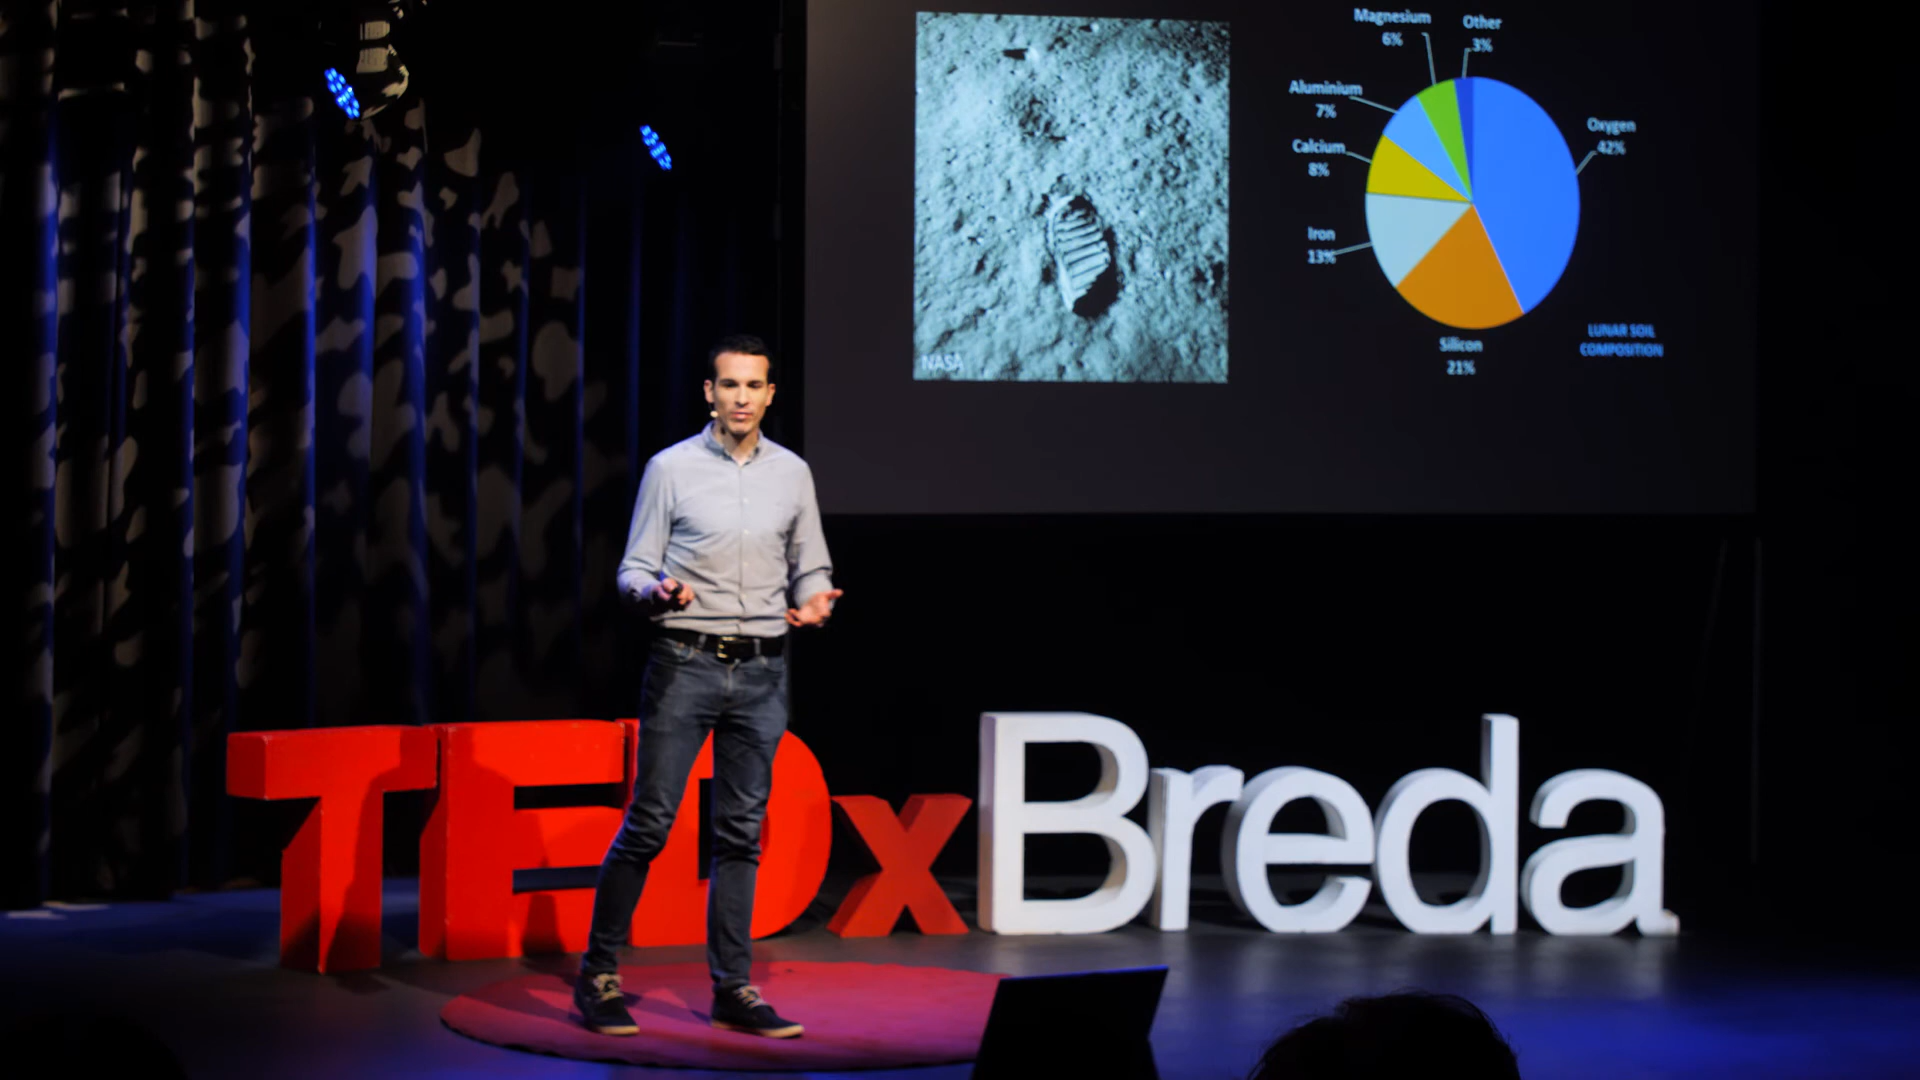 Magnesium
6%
Other
3%
Aluminium
7%
Oxygen
42%
Calcium
8%
Iron
13%
Silicon
21%
LUNAR SOIL
COMPOSITION
NASA
TEDxBreda